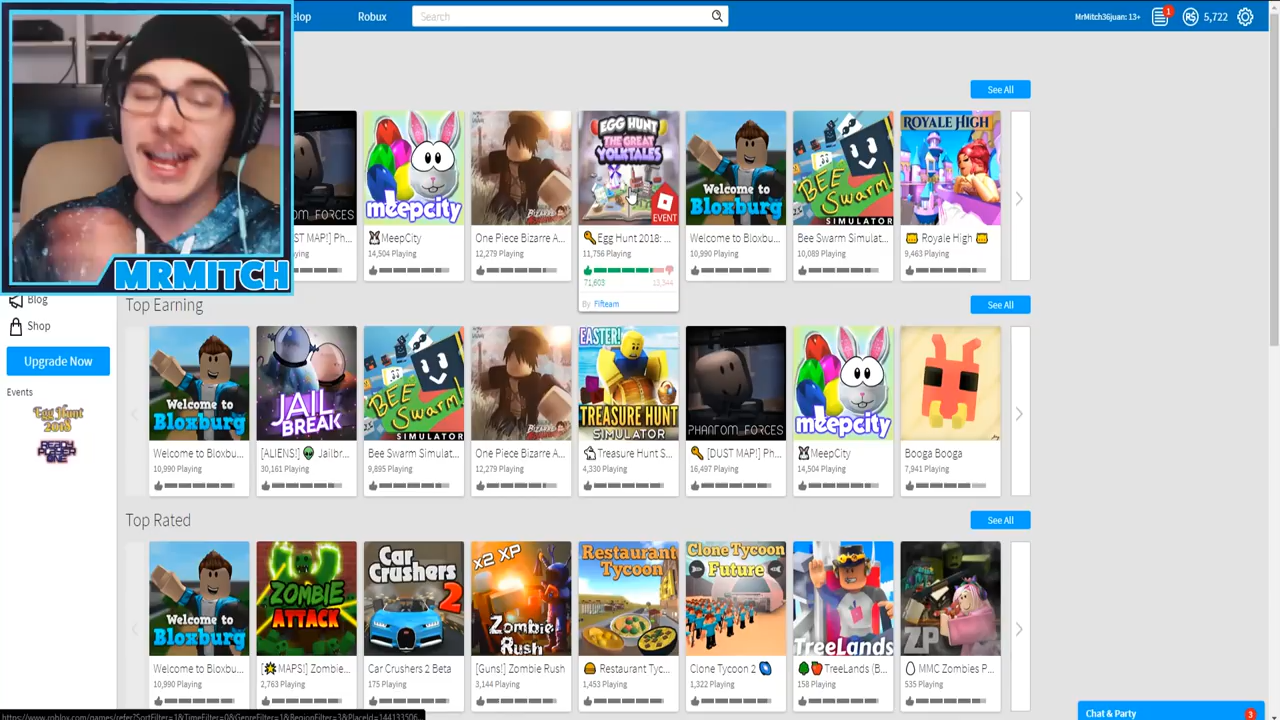 elop
Robux
Search
MrMitch36juan: 13+
1
5,722
See All
PHANTOM FORCES
meepcity
BIZARRE
EGG HUNT
THE GREAT
YOLKTALES
EVENT
Welcome to
Bloxburg
BEE Swarm!
SIMULATOR
ROYALE HIGH
ST MAP!] Ph...
MeepCity
14,504 Playing
One Piece Bizarre A...
12,279 Playing
Egg Hunt 2018: ...
11,756 Playing
71,603
By Fifteam
Welcome to Bloxbu...
10,990 Playing
Bee Swarm Simulat...
10,089 Playing
Royale High
9,463 Playing
MRMITCH
Blog
Shop
Upgrade Now
Events
Egg Hunt
2018
READY
PLAYER
ONE
Top Earning
See All
Welcome to
Bloxburg
JAIL
BREAK
BEE Swarm!
SIMULATOR
EASTER!
TREASURE HUNT
SIMULATOR
PHANTOM FORCES
meepcity
Welcome to Bloxbu...
10,990 Playing
[ALIENS!] Jailbr...
30,161 Playing
Bee Swarm Simulat...
9,895 Playing
One Piece Bizarre A...
12,279 Playing
Treasure Hunt S...
4,330 Playing
[DUST MAP!] Ph...
16,497 Playing
MeepCity
14,504 Playing
Booga Booga
7,941 Playing
Top Rated
See All
Welcome to
Bloxburg
ZOMBIE
ATTACK
Car
Crushers
2
x2 XP
Zombie
Rush
Restaurant
Tycoon
Clone Tycoon
Future
TreeLands
ZP
Welcome to Bloxbu...
10,990 Playing
[MAPS!] Zombie...
2,763 Playing
Car Crushers 2 Beta
175 Playing
[Guns!] Zombie Rush
3,144 Playing
Restaurant Tyc...
1,453 Playing
Clone Tycoon 2
1,322 Playing
TreeLands (B...
158 Playing
MMC Zombies P...
535 Playing
Chat & Party
3